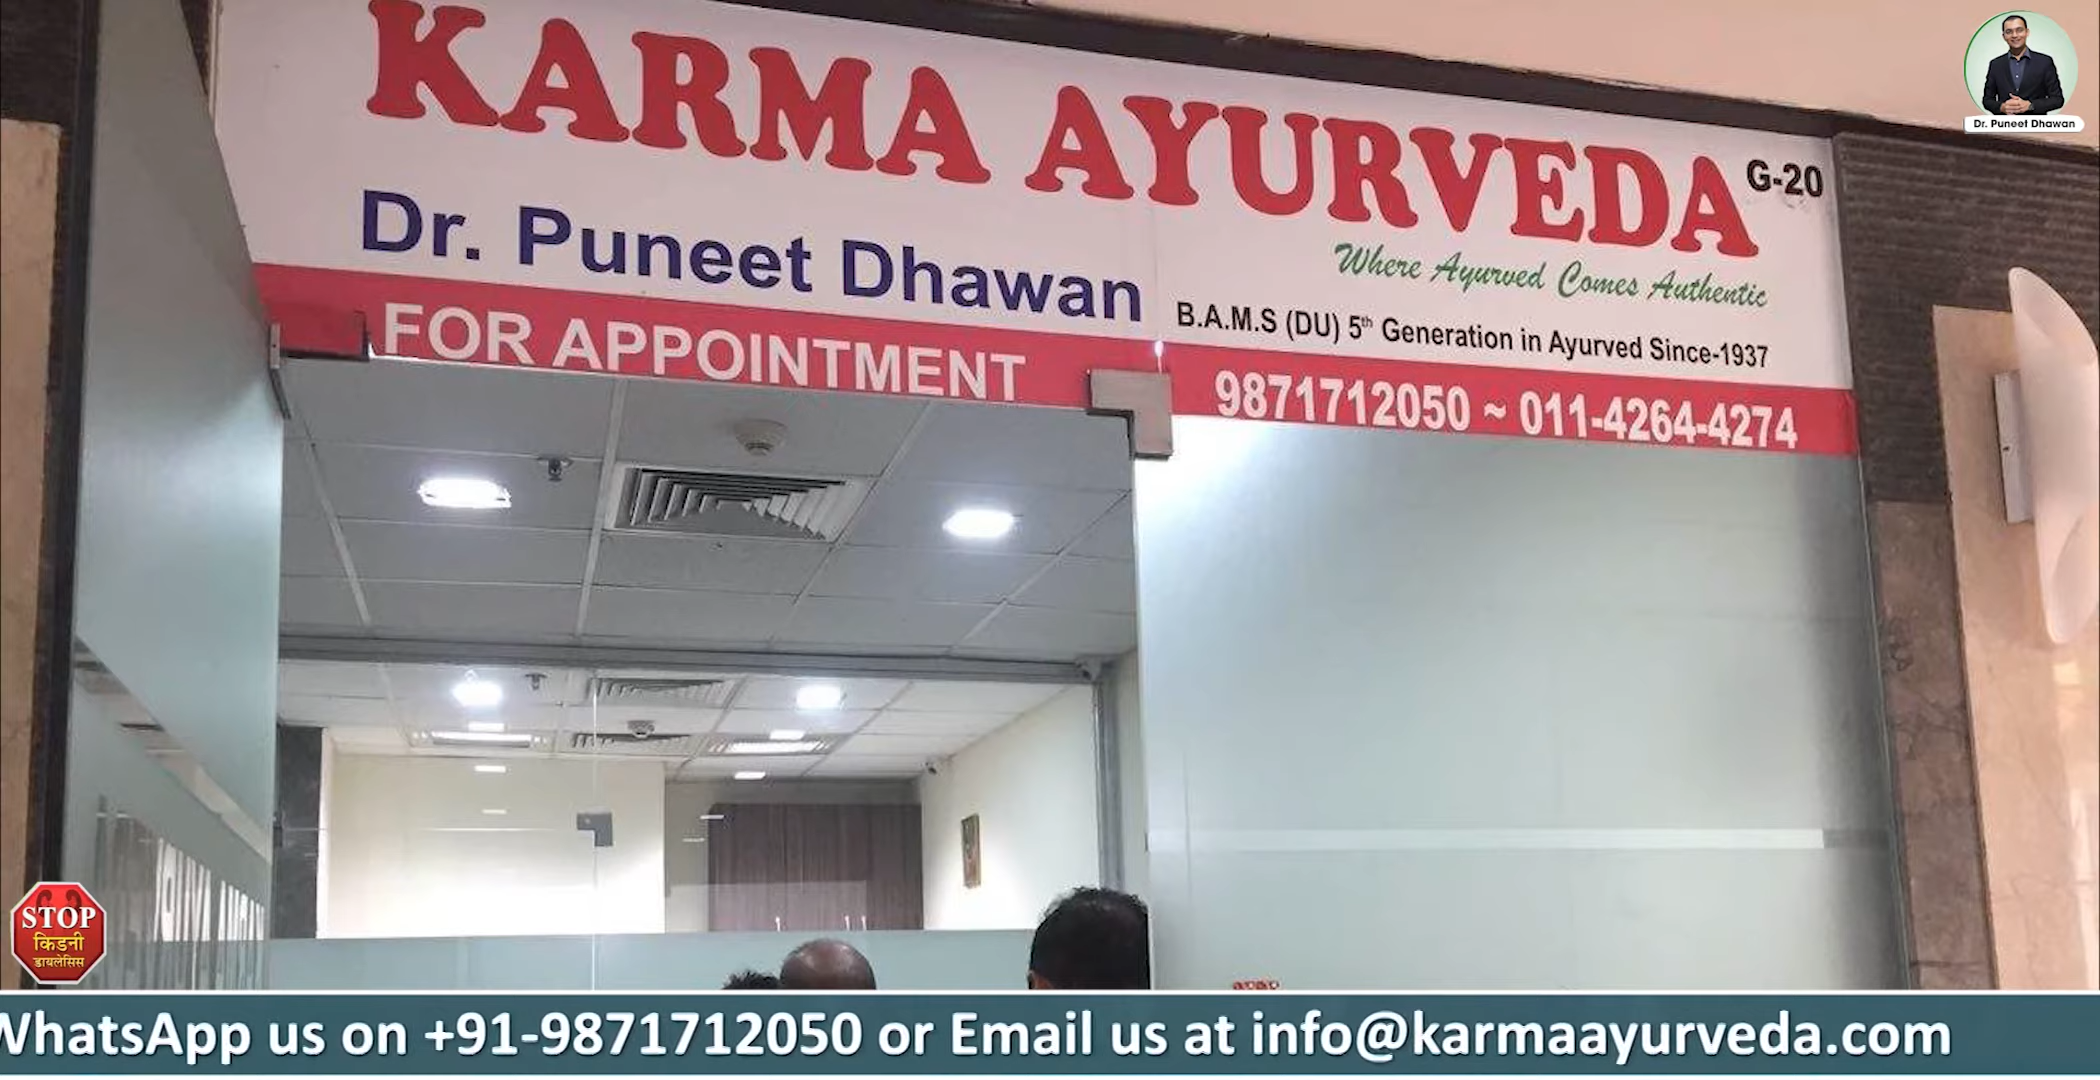 KARMA AYURVEDA
G-20
Where Ayurved Comes Authentic
Dr. Puneet Dhawan
B.A.M.S (DU) 5th Generation in Ayurved Since-1937
FOR APPOINTMENT
9871712050 ~ 011-4264-4274
Dr. Puneet Dhawan
STOP
किडनी
डायलेसिस
WhatsApp us on +91-9871712050 or Email us at info@karmaayurveda.com